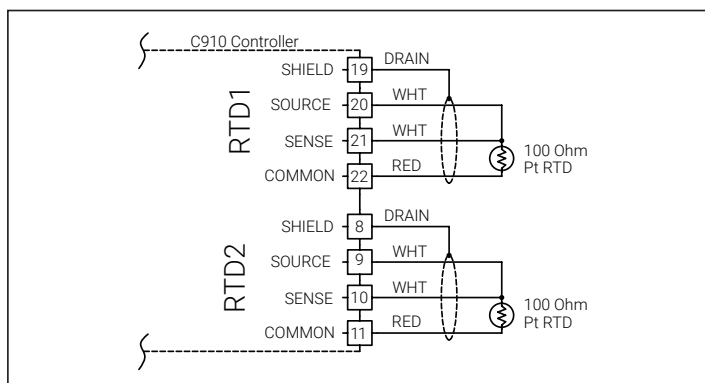 C910 Controller
RTD1
SHIELD 19 DRAIN
SOURCE 20 WHT
SENSE 21 WHT
COMMON 22 RED
100 Ohm
Pt RTD
RTD2
SHIELD 8 DRAIN
SOURCE 9 WHT
SENSE 10 WHT
COMMON 11 RED
100 Ohm
Pt RTD